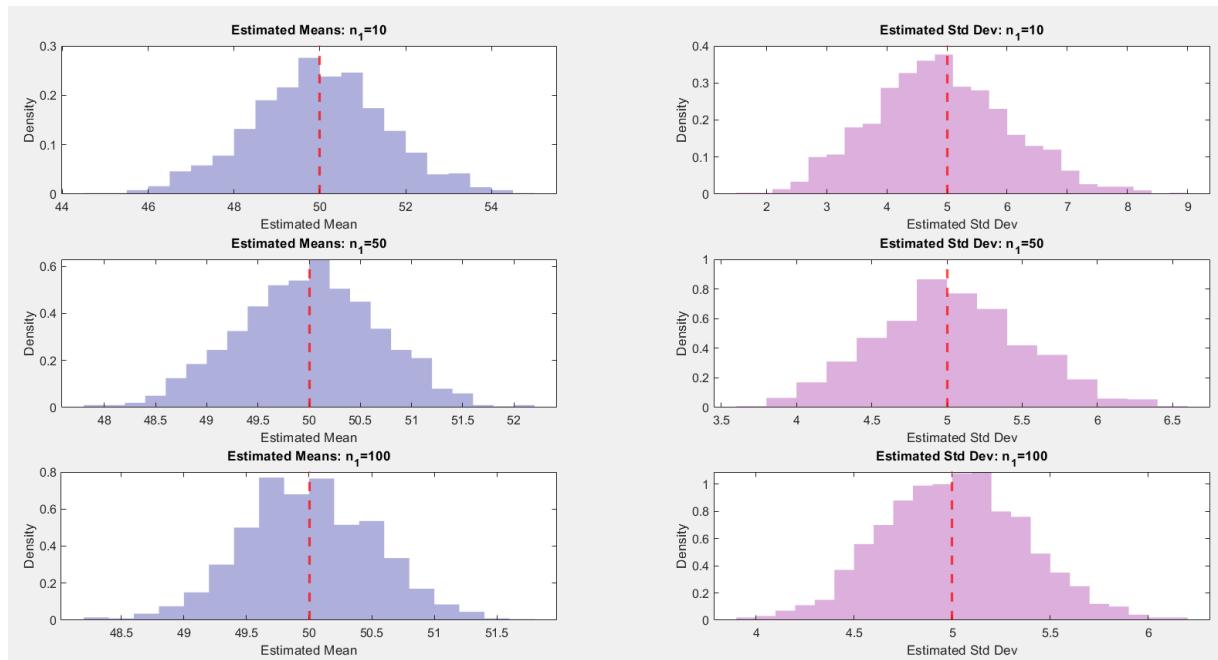 Estimated Means: n1=10
0.3
0.2
0.1
0
Density
44 46 48 50 52 54
Estimated Mean
Estimated Std Dev: n1=10
0.4
0.3
0.2
0.1
0
Density
2 3 4 5 6 7 8 9
Estimated Std Dev
Estimated Means: n1=50
0.6
0.4
0.2
0
Density
48 48.5 49 49.5 50 50.5 51 51.5 52
Estimated Mean
Estimated Std Dev: n1=50
1
0.8
0.6
0.4
0.2
0
Density
3.5 4 4.5 5 5.5 6 6.5
Estimated Std Dev
Estimated Means: n1=100
0.8
0.6
0.4
0.2
0
Density
48.5 49 49.5 50 50.5 51 51.5
Estimated Mean
Estimated Std Dev: n1=100
1
0.8
0.6
0.4
0.2
0
Density
4 4.5 5 5.5 6
Estimated Std Dev